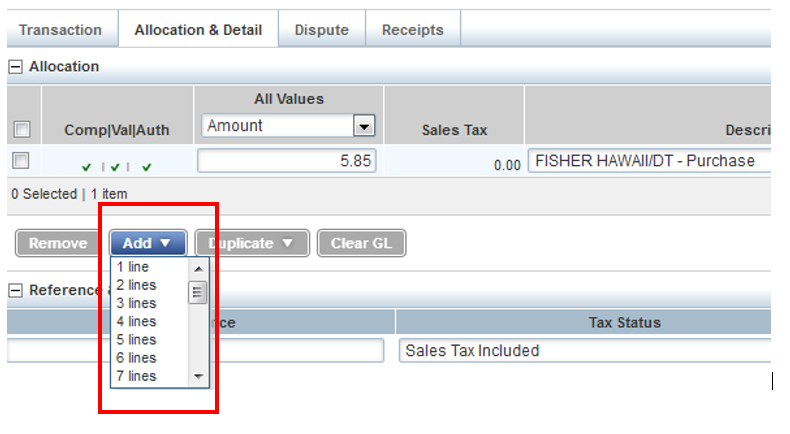 Transaction Allocation & Detail Dispute Receipts
Allocation
All Values
Comp|Val|Auth Amount Sales Tax Descri
5.85 0.00 FISHER HAWAII/DT - Purchase
0 Selected | 1 item
Remove Add Duplicate Clear GL
1 line
2 lines
Reference
3 lines
4 lines
nce Tax Status
5 lines
6 lines
Sales Tax Included
7 lines